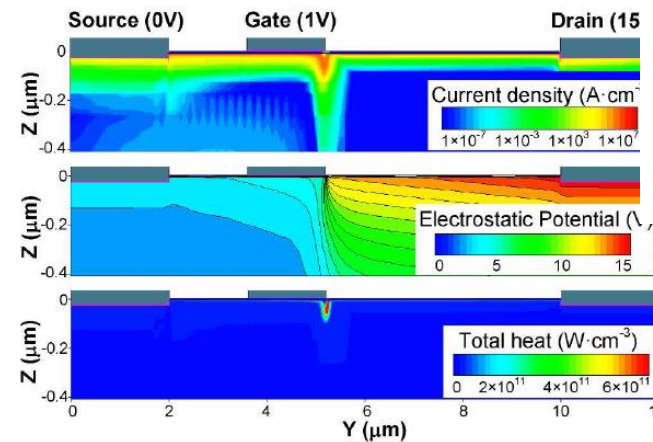 Source (0V) Gate (1V) Drain (15
0
-0.2
-0.4
Z (μm)
Current density (A·cm⁻
1×10⁻⁷ 1×10⁻³ 1×10³ 1×10⁷
0
-0.2
-0.4
Z (μm)
Electrostatic Potential (V
0 5 10 15
0
-0.2
-0.4
Z (μm)
Total heat (W·cm⁻³)
0 2×10¹¹ 4×10¹¹ 6×10¹¹
0 2 4 6 8 10
Y (μm)